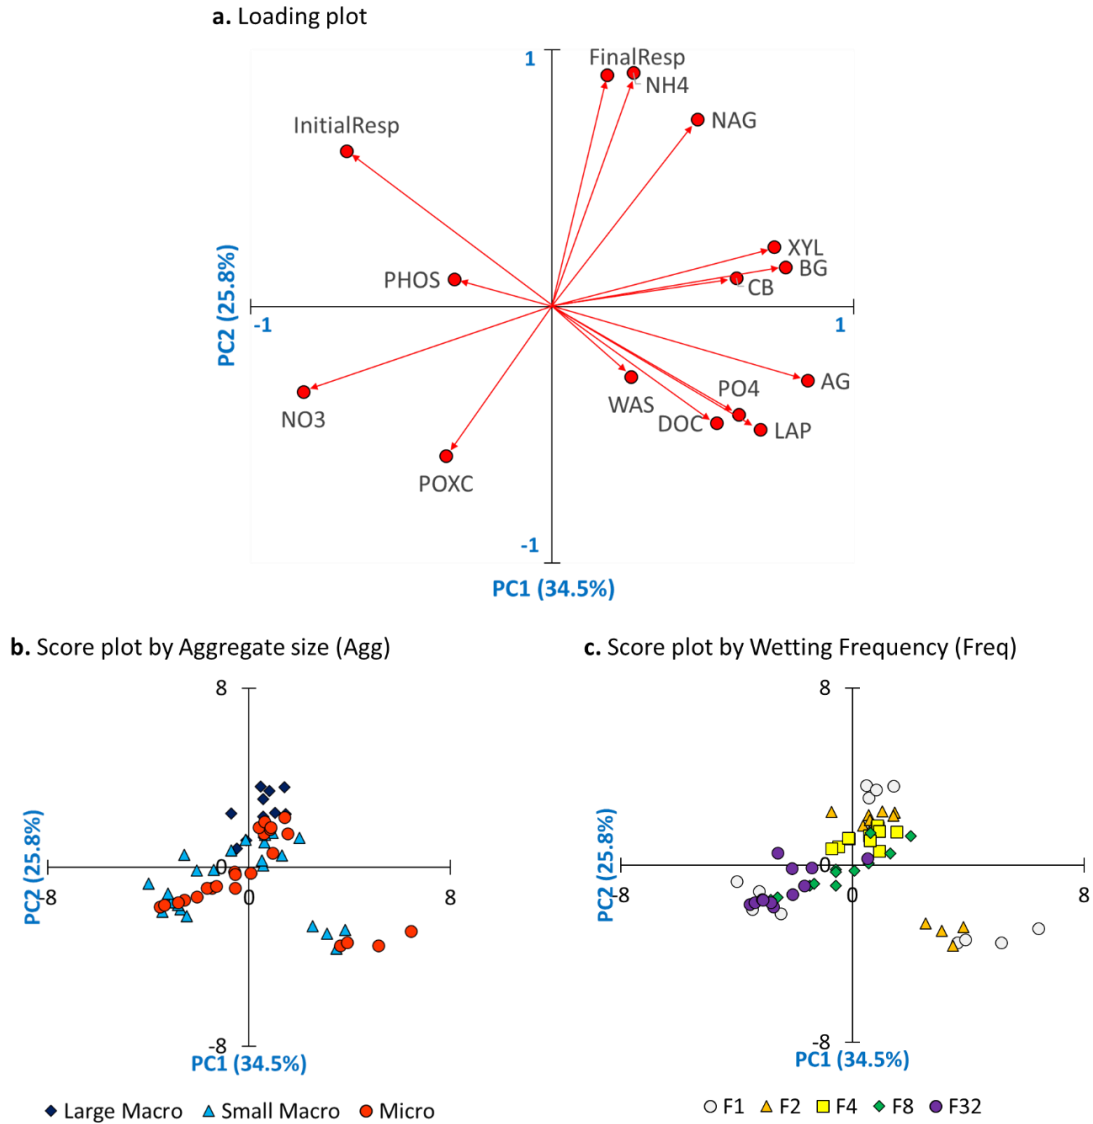 a. Loading plot
1
FinalResp
NH4
NAG
InitialResp
XYL
BG
PHOS
CB
-1
1
PC2 (25.8%)
AG
PO4
WAS
NO3
DOC
LAP
POXC
-1
PC1 (34.5%)
b. Score plot by Aggregate size (Agg)
8
PC2 (25.8%)
0
-8
0
8
-8
PC1 (34.5%)
Large Macro Small Macro Micro
c. Score plot by Wetting Frequency (Freq)
8
PC2 (25.8%)
0
-8
0
8
-8
PC1 (34.5%)
F1 F2 F4 F8 F32